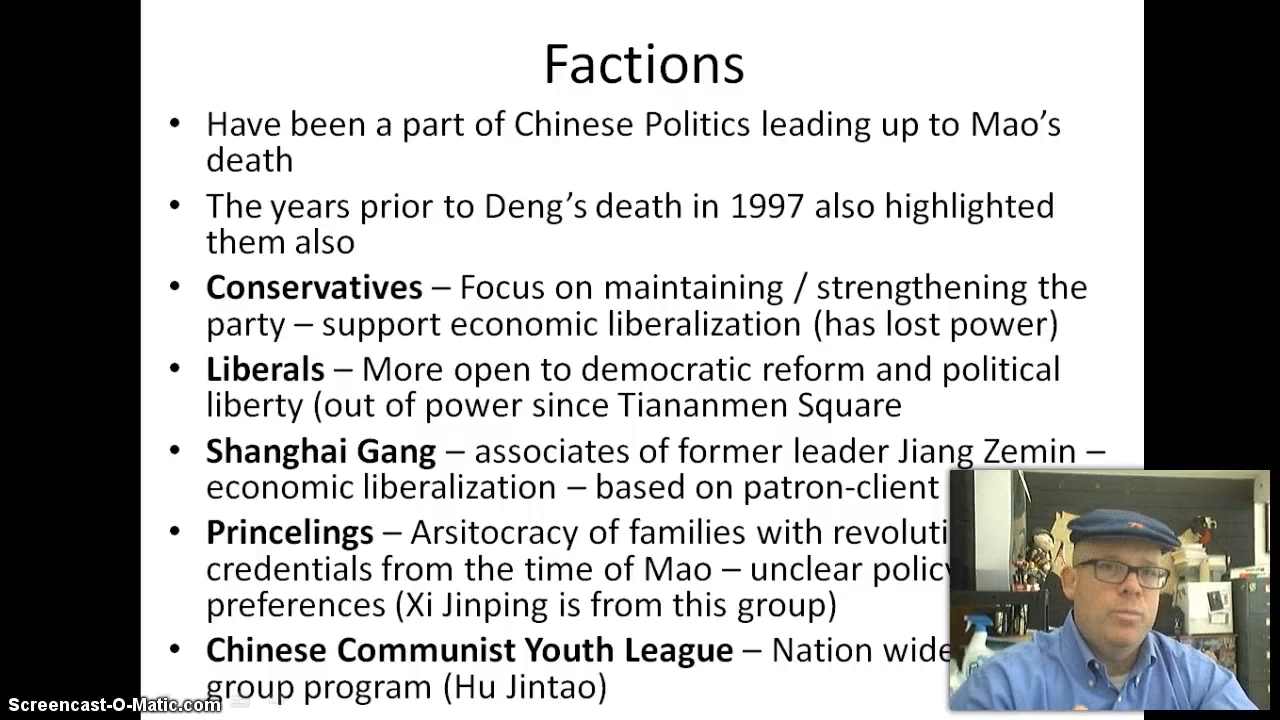 Factions
• Have been a part of Chinese Politics leading up to Mao's
death
• The years prior to Deng's death in 1997 also highlighted
them also
• Conservatives – Focus on maintaining / strengthening the
party – support economic liberalization (has lost power)
• Liberals – More open to democratic reform and political
liberty (out of power since Tiananmen Square
• Shanghai Gang – associates of former leader Jiang Zemin –
economic liberalization – based on patron-client
• Princelings – Arsitocracy of families with
credentials from the time of Mao – unclear
preferences (Xi Jinping is from this group)
• Chinese Communist Youth League – Nation wide
group program (Hu Jintao)
Screencast-O-Matic.com